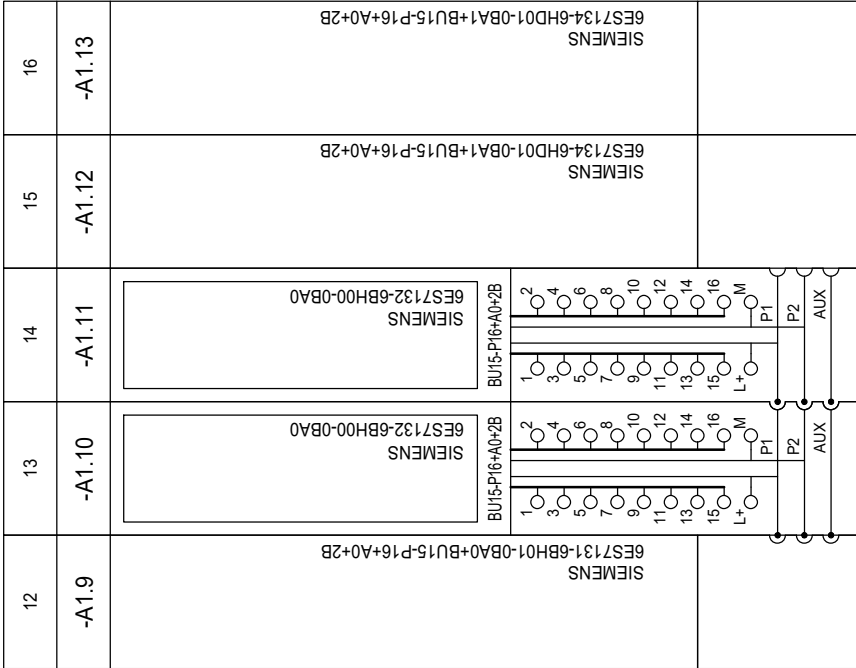 16
-A1.13
SIEMENS
6ES7134-6HD01-0BA1+BU15-P16+A0+2B
15
-A1.12
SIEMENS
6ES7134-6HD01-0BA1+BU15-P16+A0+2B
14
-A1.11
SIEMENS
6ES7132-6BH00-0BA0
BU15-P16+A0+2B
2 4 6 8 10 12 14 16 M
1 3 5 7 9 11 13 15 L+
P1
P2
AUX
13
-A1.10
SIEMENS
6ES7132-6BH00-0BA0
BU15-P16+A0+2B
2 4 6 8 10 12 14 16 M
1 3 5 7 9 11 13 15 L+
P1
P2
AUX
12
-A1.9
SIEMENS
6ES7131-6BH01-0BA0+BU15-P16+A0+2B